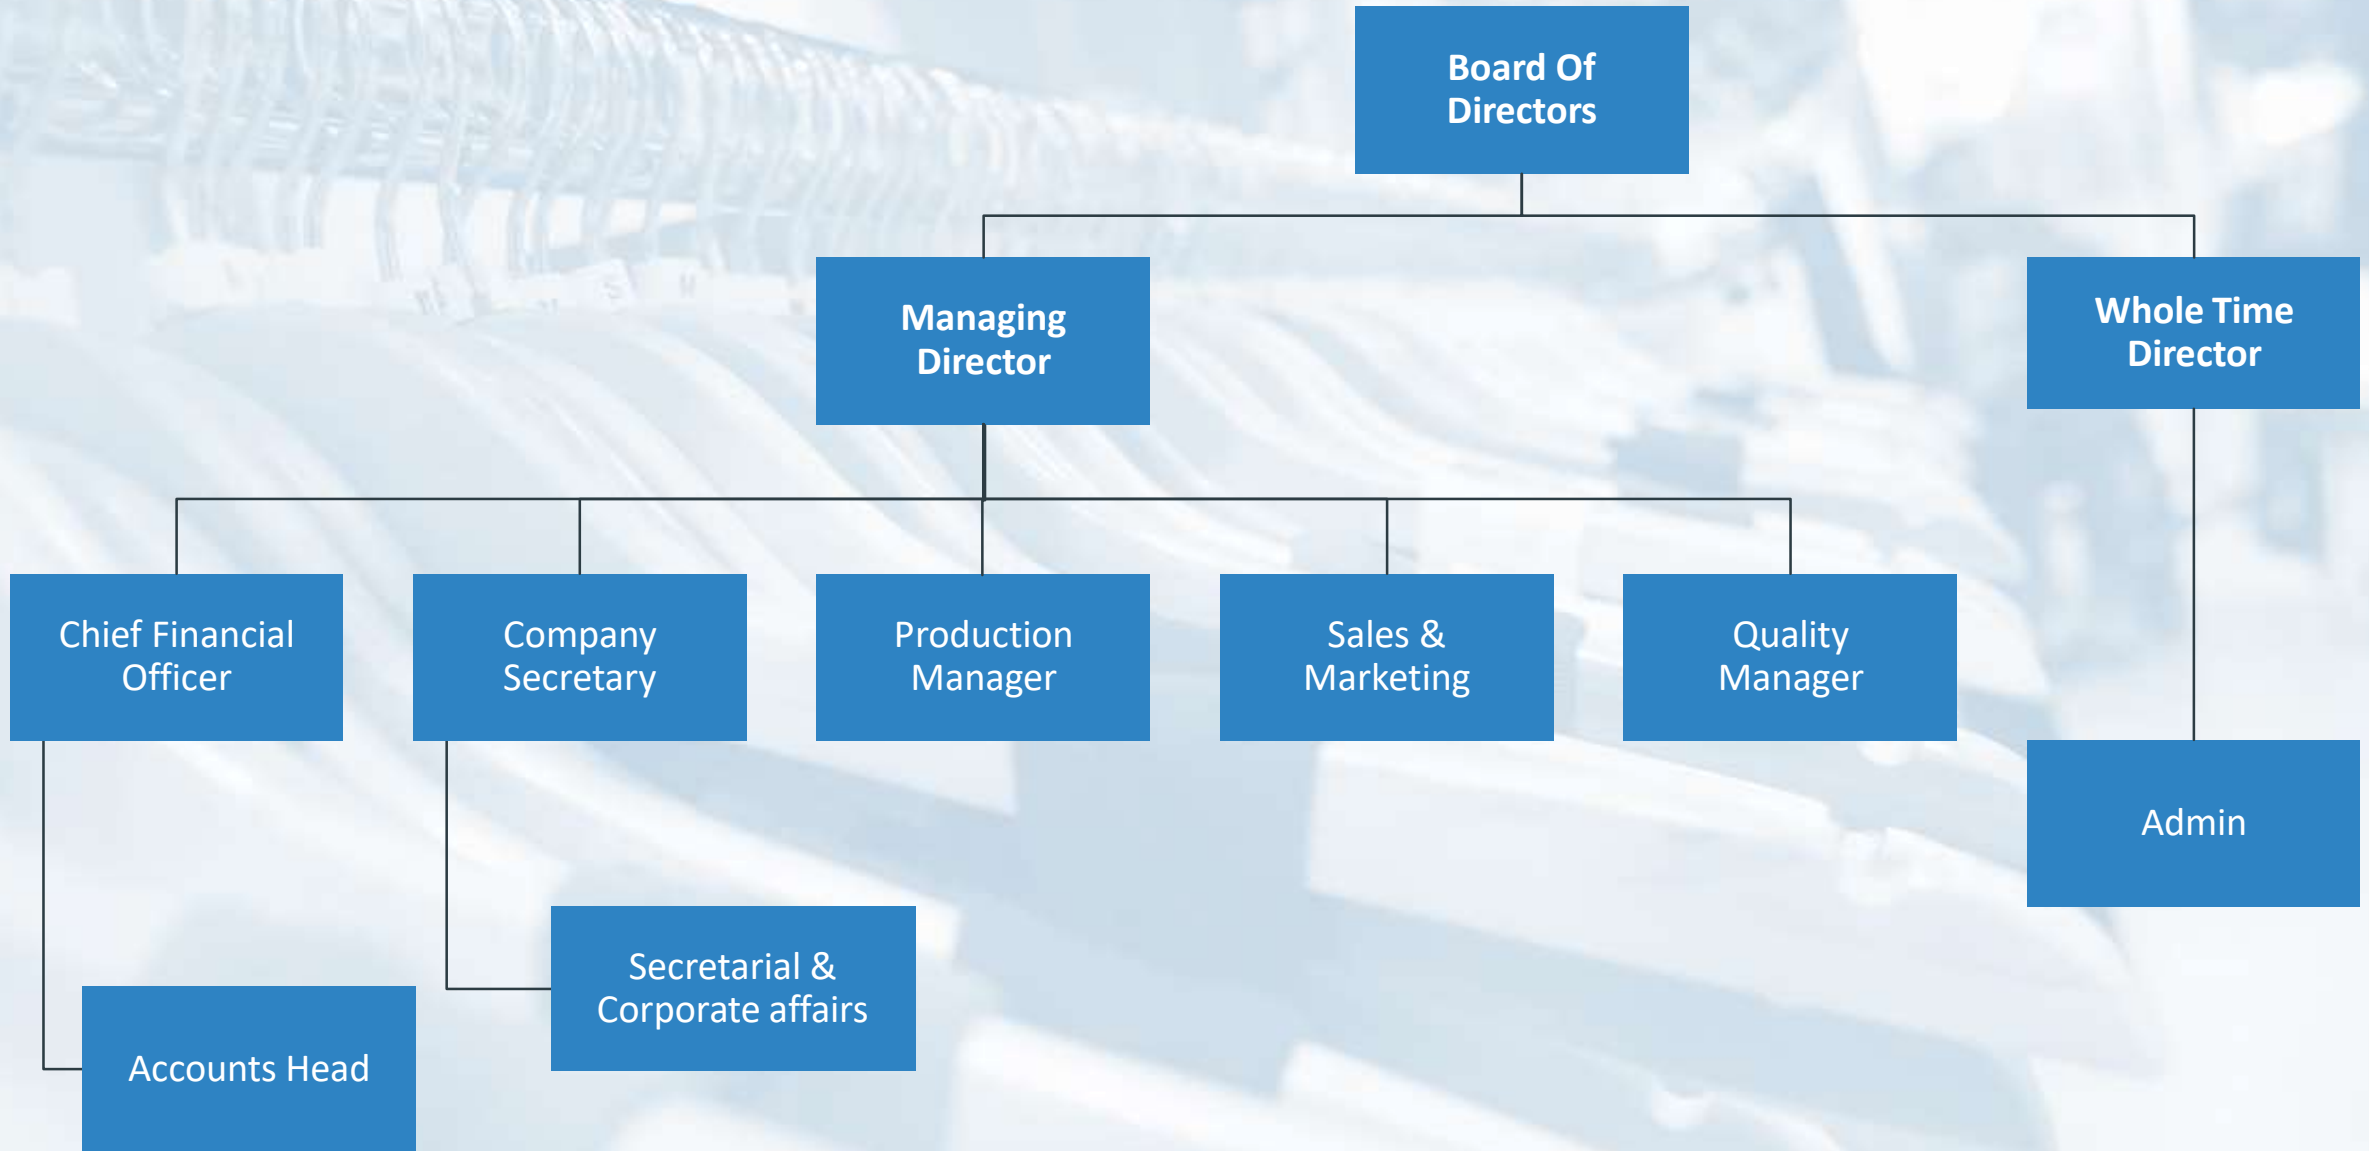 Board Of
Directors
Managing
Director
Whole Time
Director
Chief Financial
Officer
Company
Secretary
Production
Manager
Sales &
Marketing
Quality
Manager
Admin
Secretarial &
Corporate affairs
Accounts Head